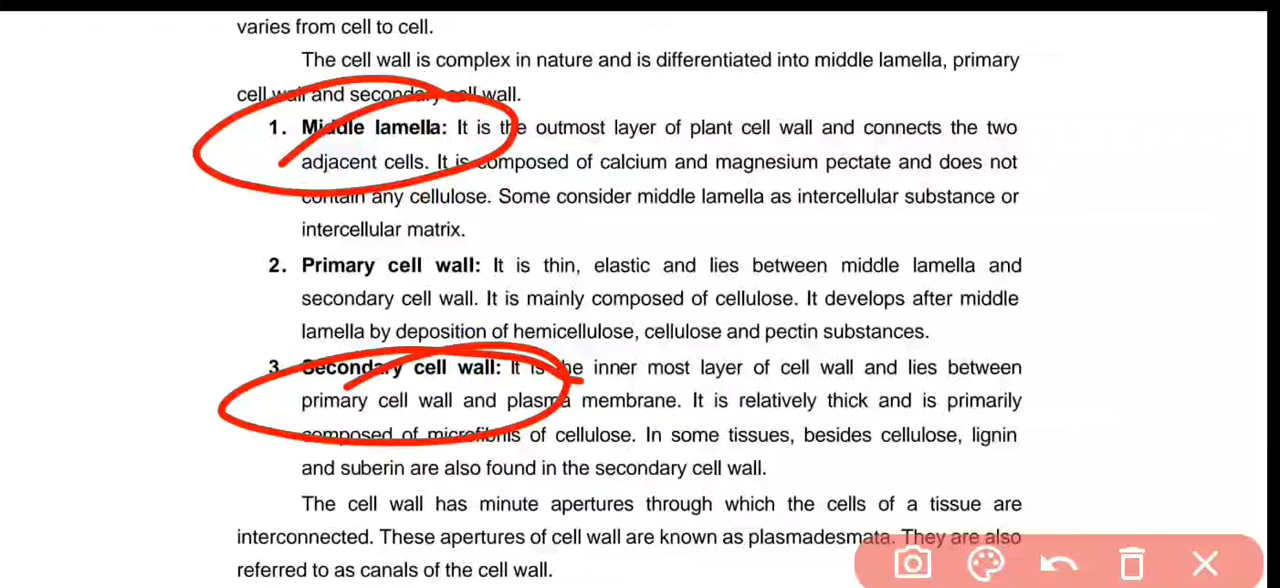 varies from cell to cell.
The cell wall is complex in nature and is differentiated into middle lamella, primary
cell wall and secondary cell wall.
1. Middle lamella: It is the outmost layer of plant cell wall and connects the two
adjacent cells. It is composed of calcium and magnesium pectate and does not
contain any cellulose. Some consider middle lamella as intercellular substance or
intercellular matrix.
2. Primary cell wall: It is thin, elastic and lies between middle lamella and
secondary cell wall. It is mainly composed of cellulose. It develops after middle
lamella by deposition of hemicellulose, cellulose and pectin substances.
3. Secondary cell wall: It is the inner most layer of cell wall and lies between
primary cell wall and plasma membrane. It is relatively thick and is primarily
composed of microfibrils of cellulose. In some tissues, besides cellulose, lignin
and suberin are also found in the secondary cell wall.
The cell wall has minute apertures through which the cells of a tissue are
interconnected. These apertures of cell wall are known as plasmadesmata. They are also
referred to as canals of the cell wall.